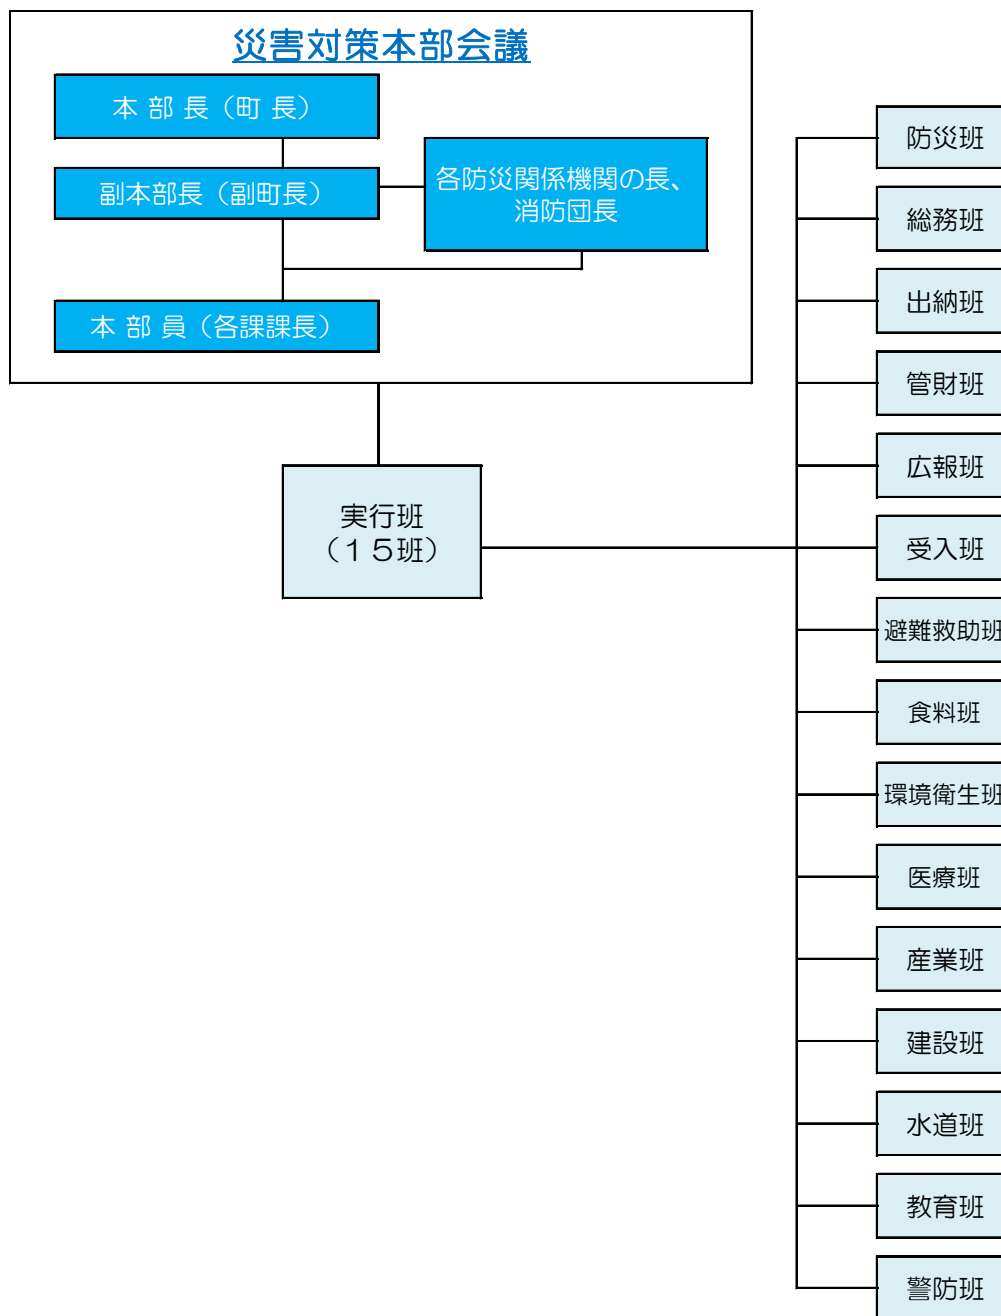 災害対策本部会議
本 部 長（町 長）
副本部長（副町長）
各防災関係機関の長、
消防団長
本 部 員（各課課長）
実行班
（１５班）
防災班
総務班
出納班
管財班
広報班
受入班
避難救助班
食料班
環境衛生班
医療班
産業班
建設班
水道班
教育班
警防班